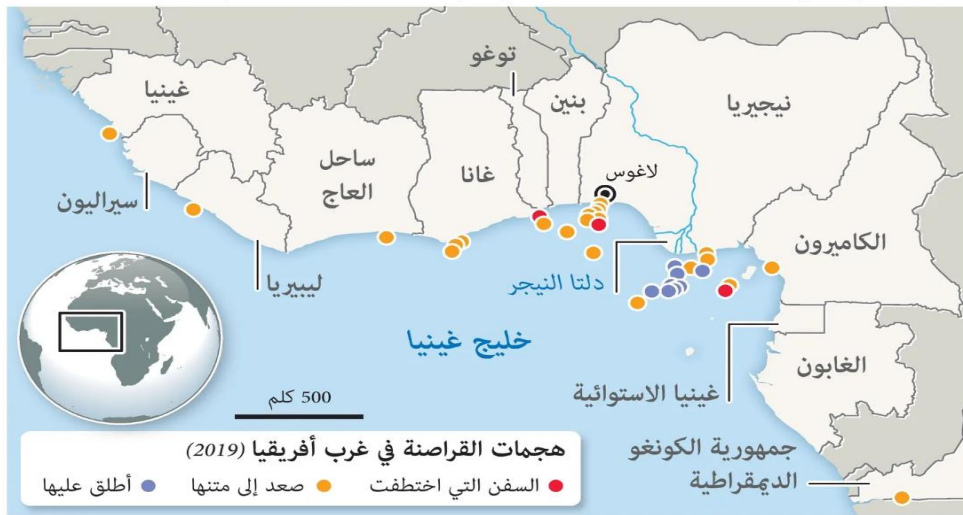 توغو
غينيا
بنين
نيجيريا
ساحل
العاج
غانا
لاغوس
سيراليون
الكاميرون
ليبيريا
دلتا النيجر
خليج غينيا
الغابون
غينيا الاستوائية
500 كلم
جمهورية الكونغو
الديمقراطية
هجمات القراصنة في غرب أفريقيا (2019)
السفن التي اختطفت
صعد إلى متنها
أطلق عليها